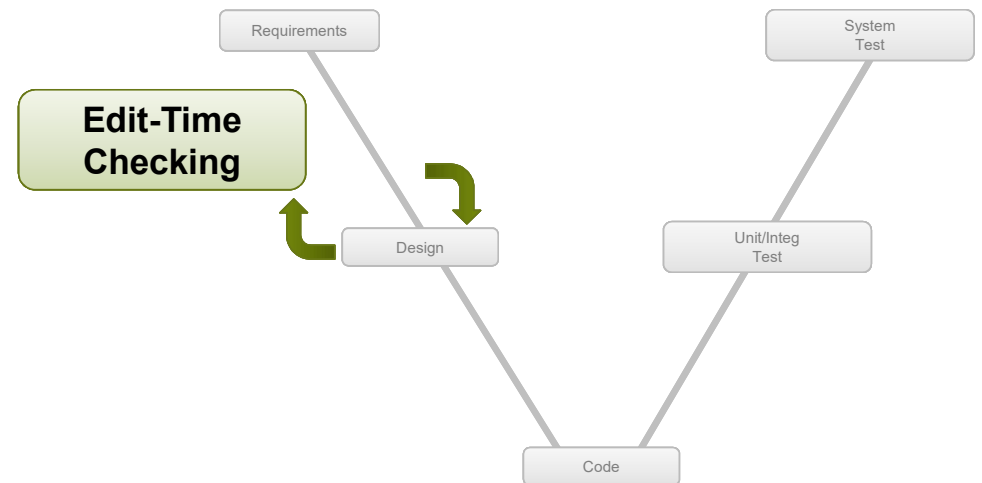 Requirements
System
Test
Edit-Time
Checking
Design
Unit/Integ
Test
Code